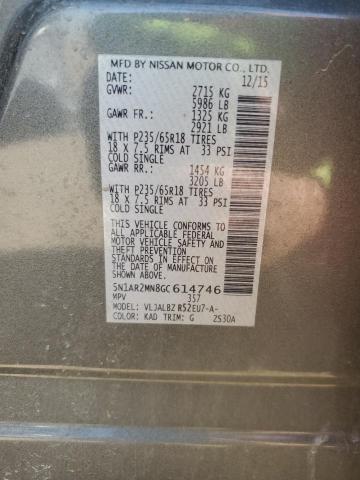 MFD BY NISSAN MOTOR CO., LTD.
DATE: 12/15
GVWR: 2715 KG
5986 LB
GAWR FR.: 1325 KG
2921 LB
WITH P235/65R18 TIRES
18 X 7.5 RIMS AT 33 PSI
COLD SINGLE
GAWR RR.: 1454 KG
3205 LB
WITH P235/65R18 TIRES
18 X 7.5 RIMS AT 33 PSI
COLD SINGLE
THIS VEHICLE CONFORMS TO
ALL APPLICABLE FEDERAL
MOTOR VEHICLE SAFETY
STANDARDS IN EFFECT ON THE
DATE OF MANUFACTURE
SHOWN ABOVE.
5N1AR2MN8GC614746
MPV 357
MODEL: VLJALBZ R52EU7-A-
COLOR: KAD TRIM: G 2S30A